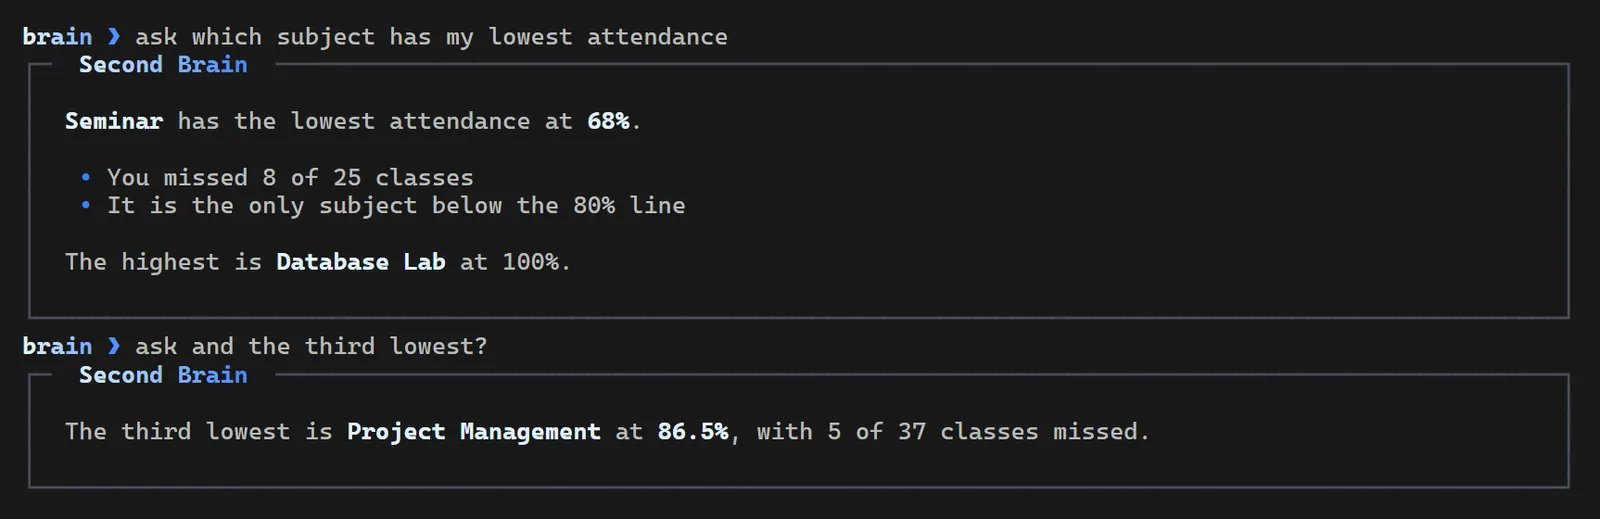 brain ❯ ask which subject has my lowest attendance
Second Brain
Seminar has the lowest attendance at 68%.
• You missed 8 of 25 classes
• It is the only subject below the 80% line
The highest is Database Lab at 100%.
brain ❯ ask and the third lowest?
Second Brain
The third lowest is Project Management at 86.5%, with 5 of 37 classes missed.